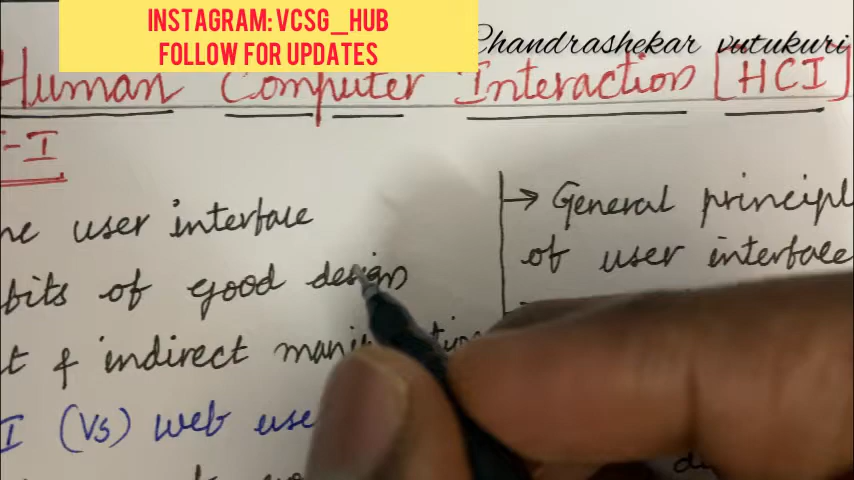 INSTAGRAM: VCSG_HUB
FOLLOW FOR UPDATES
Chandrashekar vutukuri
Human Computer Interaction [HCI]
-I
user interface
of good design
& indirect
I (Vs) web use
→ General principl
of user interface